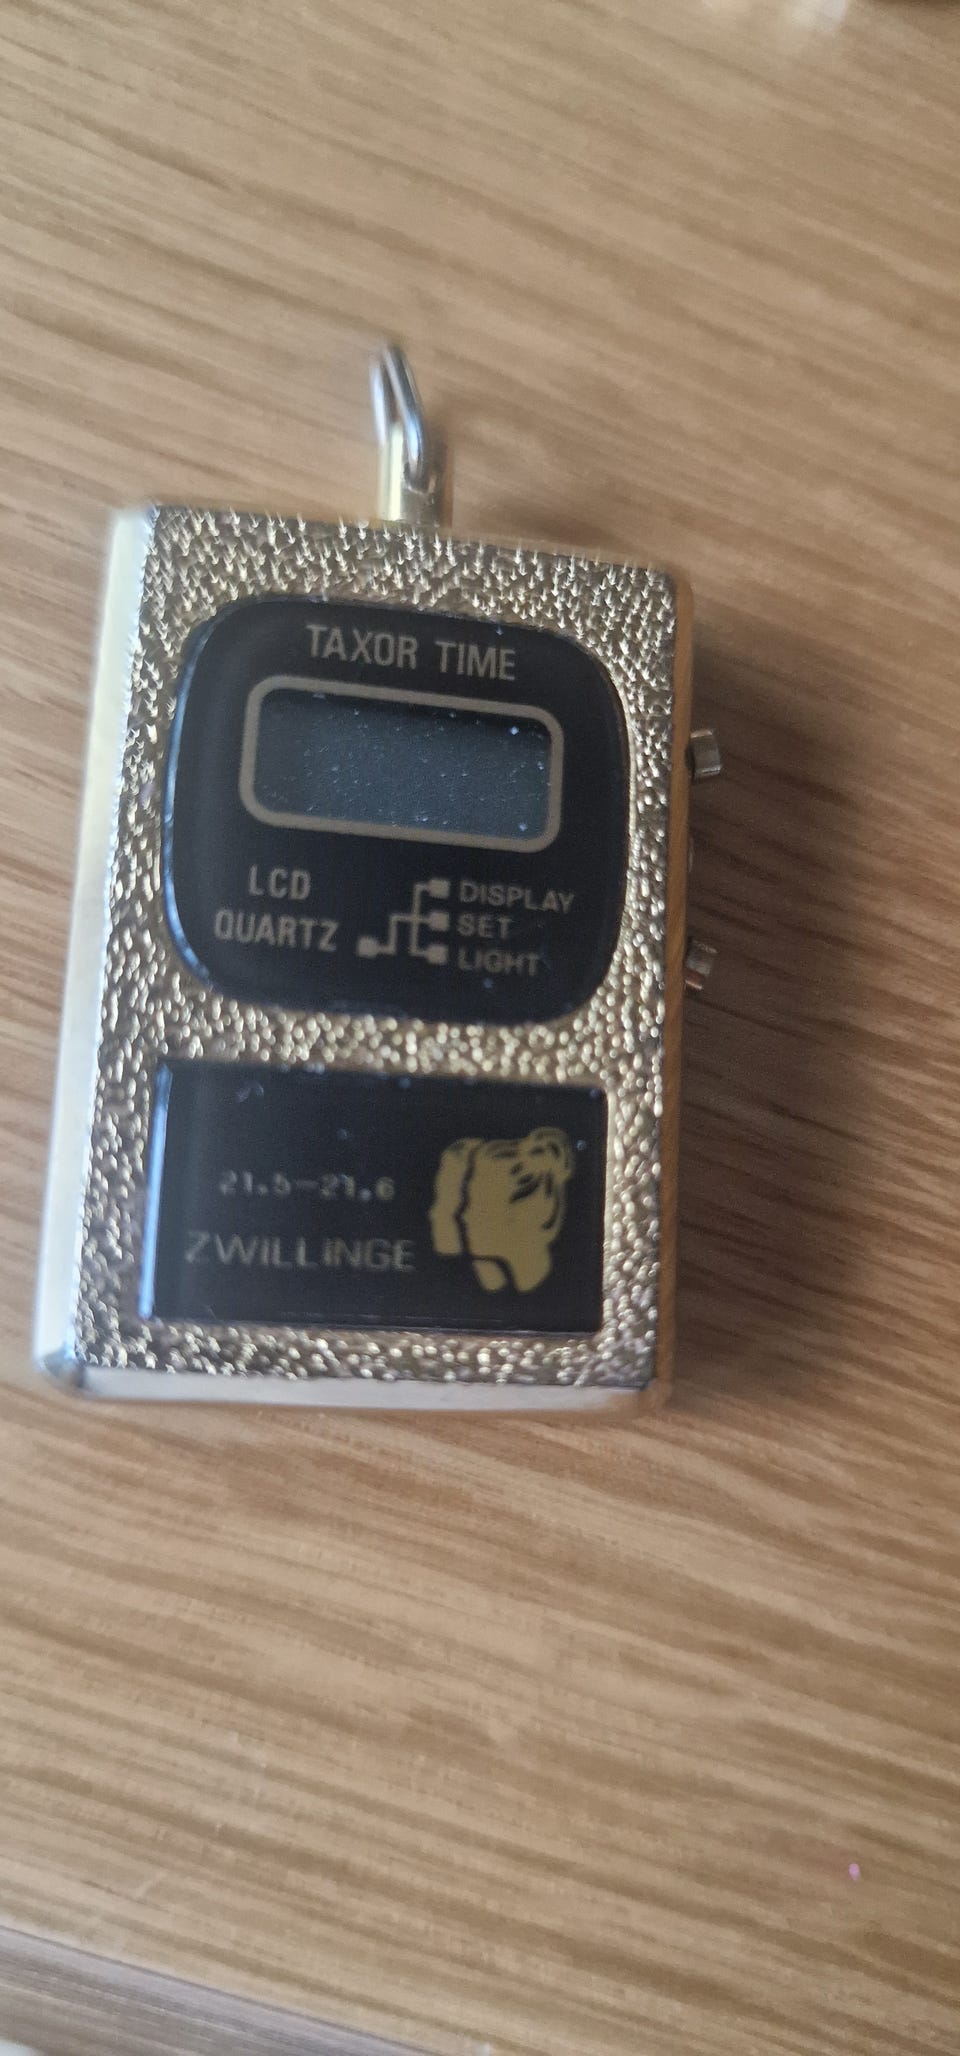 TAXOR TIME
LCD
QUARTZ
DISPLAY
SET
LIGHT
21.5-21.6
ZWILLINGE